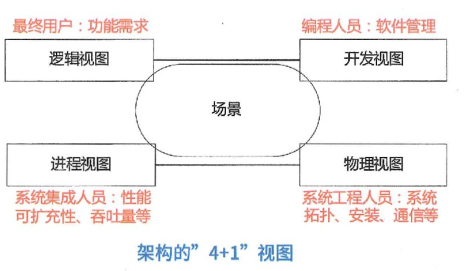 最终用户：功能需求
编程人员：软件管理
逻辑视图
开发视图
场景
进程视图
物理视图
系统集成人员：性能
可扩充性、吞吐量等
系统工程人员：系统
拓扑、安装、通信等
架构的”4+1”视图